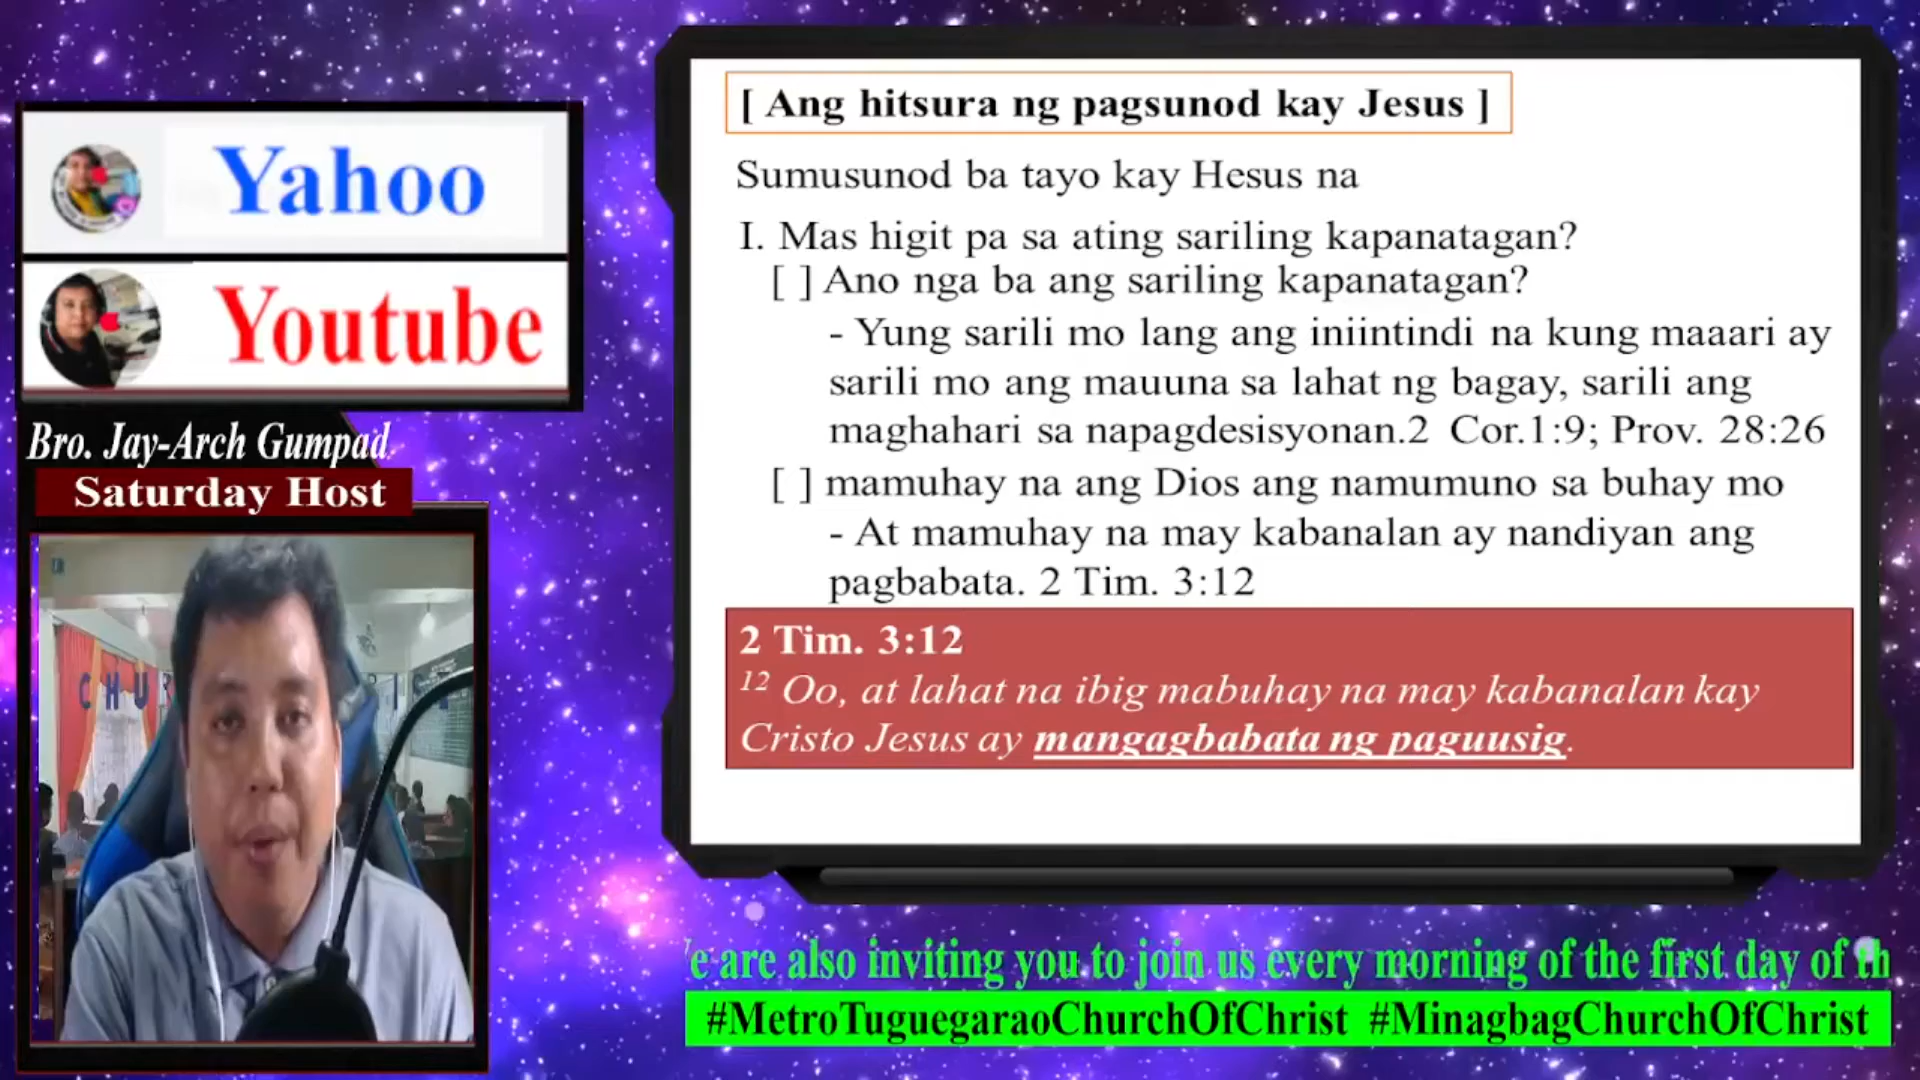 Yahoo
Youtube
Bro. Jay-Arch Gumpad
Saturday Host
CHU
[ Ang hitsura ng pagsunod kay Jesus ]
Sumusunod ba tayo kay Hesus na
I. Mas higit pa sa ating sariling kapanatagan?
[ ] Ano nga ba ang sariling kapanatagan?
- Yung sarili mo lang ang iniintindi na kung maaari ay
sarili mo ang mauuna sa lahat ng bagay, sarili ang
maghahari sa napagdesisyonan.2 Cor.1:9; Prov. 28:26
[ ] mamuhay na ang Dios ang namumuno sa buhay mo
- At mamuhay na may kabanalan ay nandiyan ang
pagbabata. 2 Tim. 3:12
2 Tim. 3:12
12 Oo, at lahat na ibig mabuhay na may kabanalan kay
Cristo Jesus ay mangagbabata ng paguusig.
e are also inviting you to join us every morning of the first day of th
#MetroTuguegaraoChurchOfChrist #MinagbagChurchOfChrist